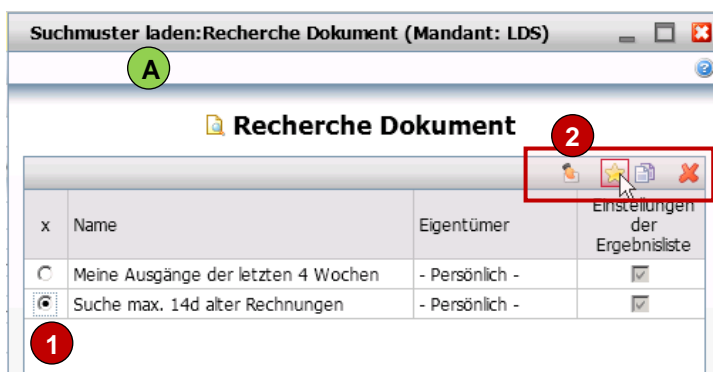 Suchmuster laden:Recherche Dokument (Mandant: LDS)
A
Recherche Dokument
2
x Name Eigentümer Einstellungen der Ergebnisliste
Meine Ausgänge der letzten 4 Wochen - Persönlich -
Suche max. 14d alter Rechnungen - Persönlich -
1